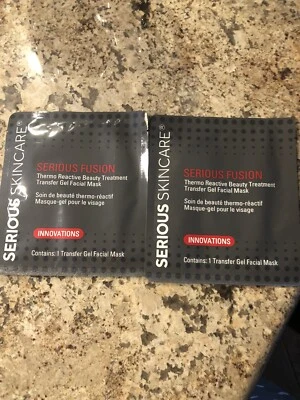 SERIOUS SKINCARE®
SERIOUS FUSION
Thermo Reactive Beauty Treatment
Transfer Gel Facial Mask
Soin de beauté thermo-réactif
Masque-gel pour le visage
INNOVATIONS
Contains: 1 Transfer Gel Facial Mask
SERIOUS SKINCARE®
SERIOUS FUSION
Thermo Reactive Beauty Treatment
Transfer Gel Facial Mask
Soin de beauté thermo-réactif
Masque-gel pour le visage
INNOVATIONS
Contains: 1 Transfer Gel Facial Mask